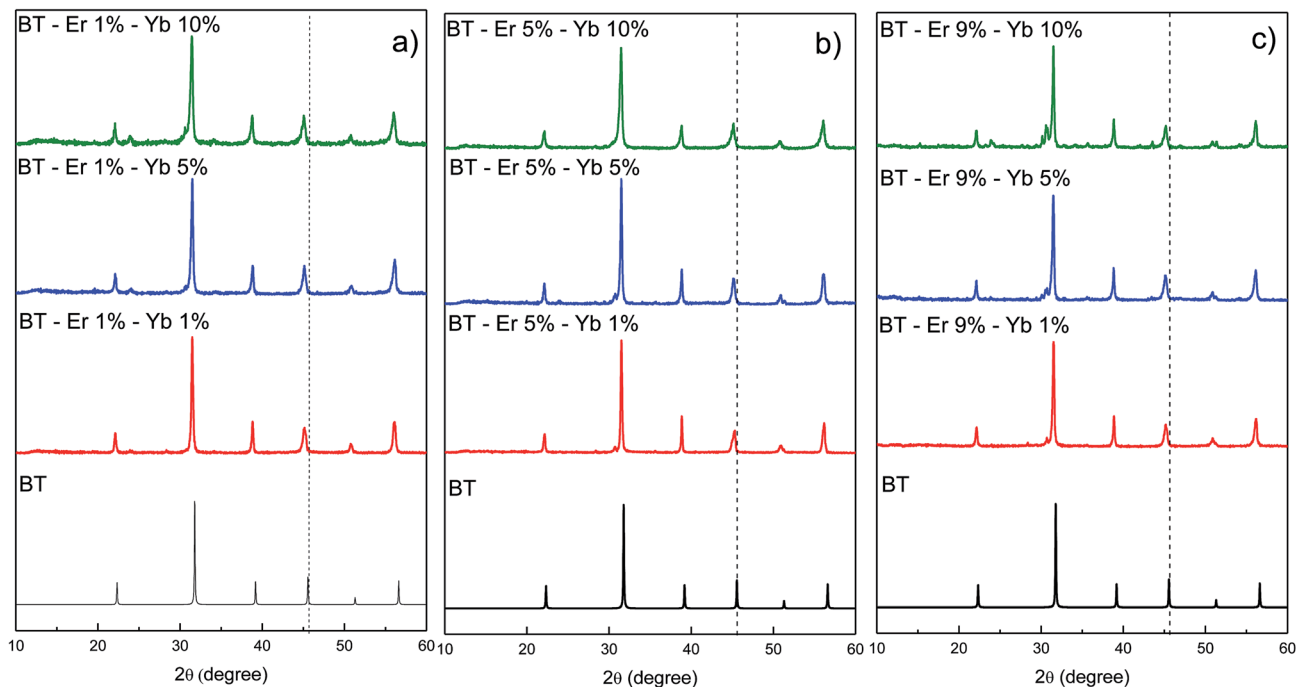 BT - Er 1% - Yb 10%
a)
BT - Er 1% - Yb 5%
BT - Er 1% - Yb 1%
BT
10 20 30 40 50 60
2θ (degree)
BT - Er 5% - Yb 10%
b)
BT - Er 5% - Yb 5%
BT - Er 5% - Yb 1%
BT
10 20 30 40 50 60
2θ (degree)
BT - Er 9% - Yb 10%
c)
BT - Er 9% - Yb 5%
BT - Er 9% - Yb 1%
BT
10 20 30 40 50 60
2θ (degree)